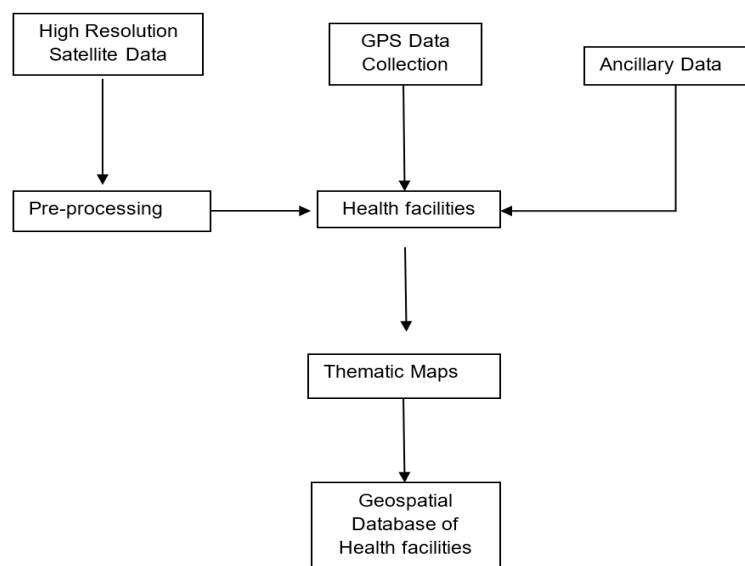 High Resolution
Satellite Data
GPS Data
Collection
Ancillary Data
Pre-processing
Health facilities
Thematic Maps
Geospatial
Database of
Health facilities